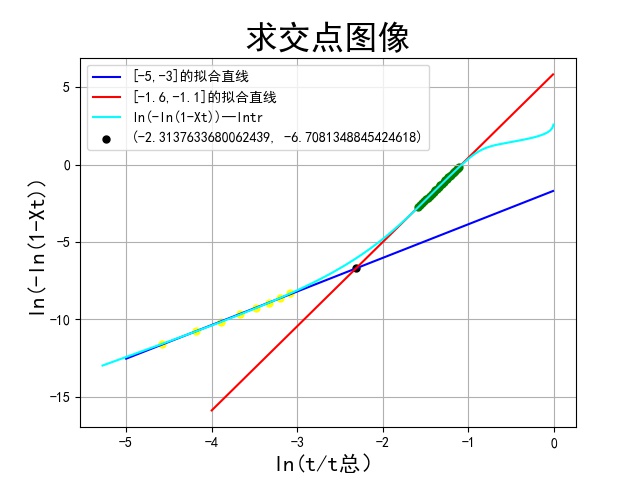 求交点图像
[-5,-3]的拟合直线
[-1.6,-1.1]的拟合直线
ln(-ln(1-Xt))—lntr
(-2.3137633680062439, -6.7081348845424618)
ln(-ln(1-Xt))
5
0
−5
−10
−15
−5
−4
−3
−2
−1
0
ln(t/t总)